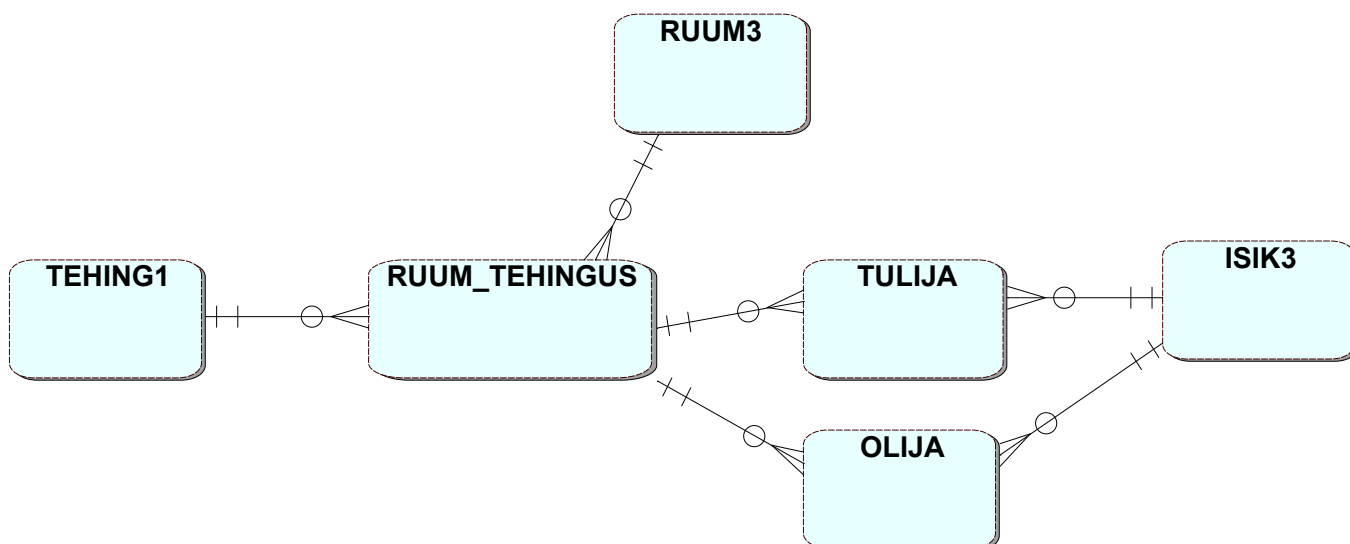 RUUM3
TEHING1
RUUM_TEHINGUS
TULIJA
ISIK3
OLIJA